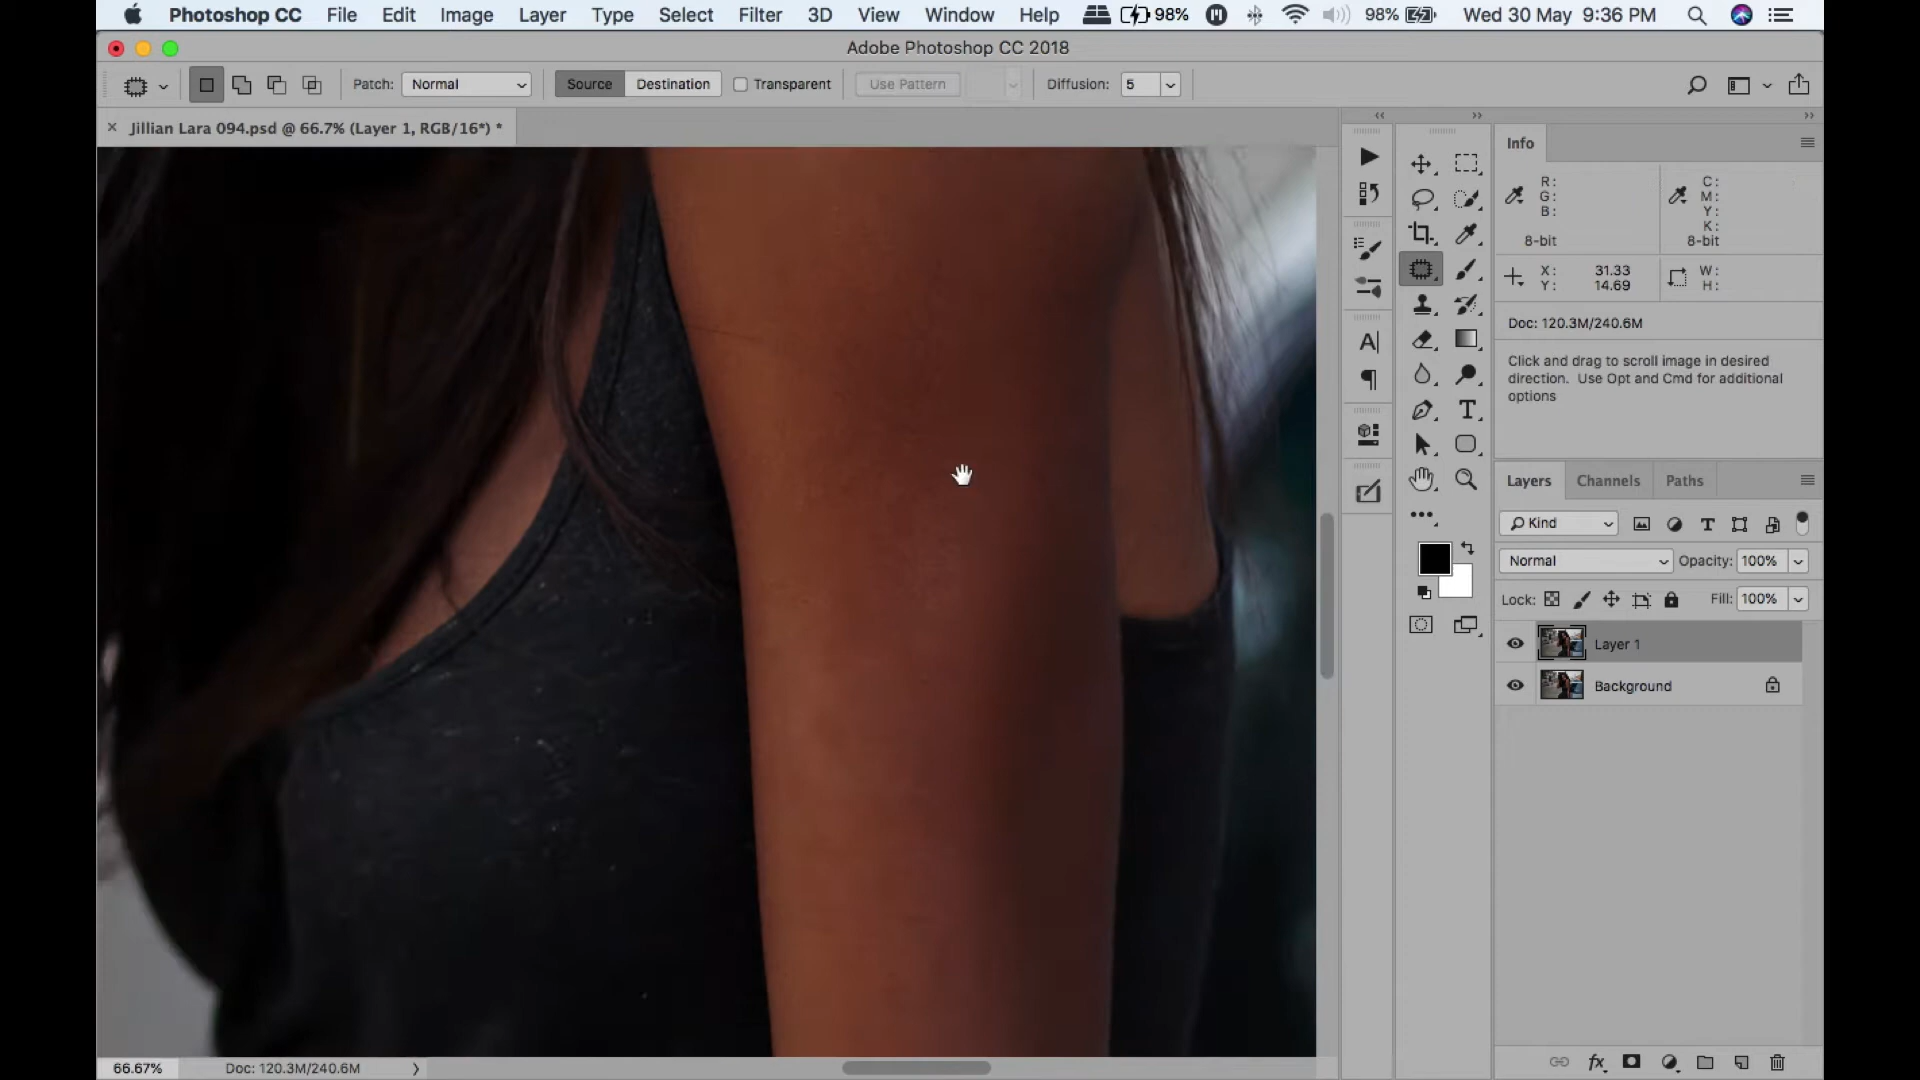 Photoshop CC File Edit Image Layer Type Select Filter 3D View Window Help 98% 98% Wed 30 May 9:36 PM
Adobe Photoshop CC 2018
Patch: Normal Source Destination Transparent Use Pattern Diffusion: 5
× Jillian Lara 094.psd @ 66.7% (Layer 1, RGB/16*) *
Info
R: C:
G: M:
B: Y:
K:
8-bit 8-bit
X: 31.33 W:
Y: 14.69 H:
Doc: 120.3M/240.6M
Click and drag to scroll image in desired
direction. Use Opt and Cmd for additional
options
Layers Channels Paths
Kind
Normal Opacity: 100%
Lock: Fill: 100%
Layer 1
Background
66.67% Doc: 120.3M/240.6M